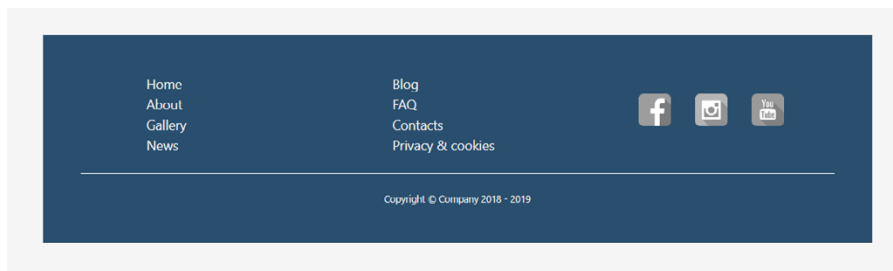 Home
About
Gallery
News
Blog
FAQ
Contacts
Privacy & cookies
f
You
Tube
Copyright © Company 2018 - 2019